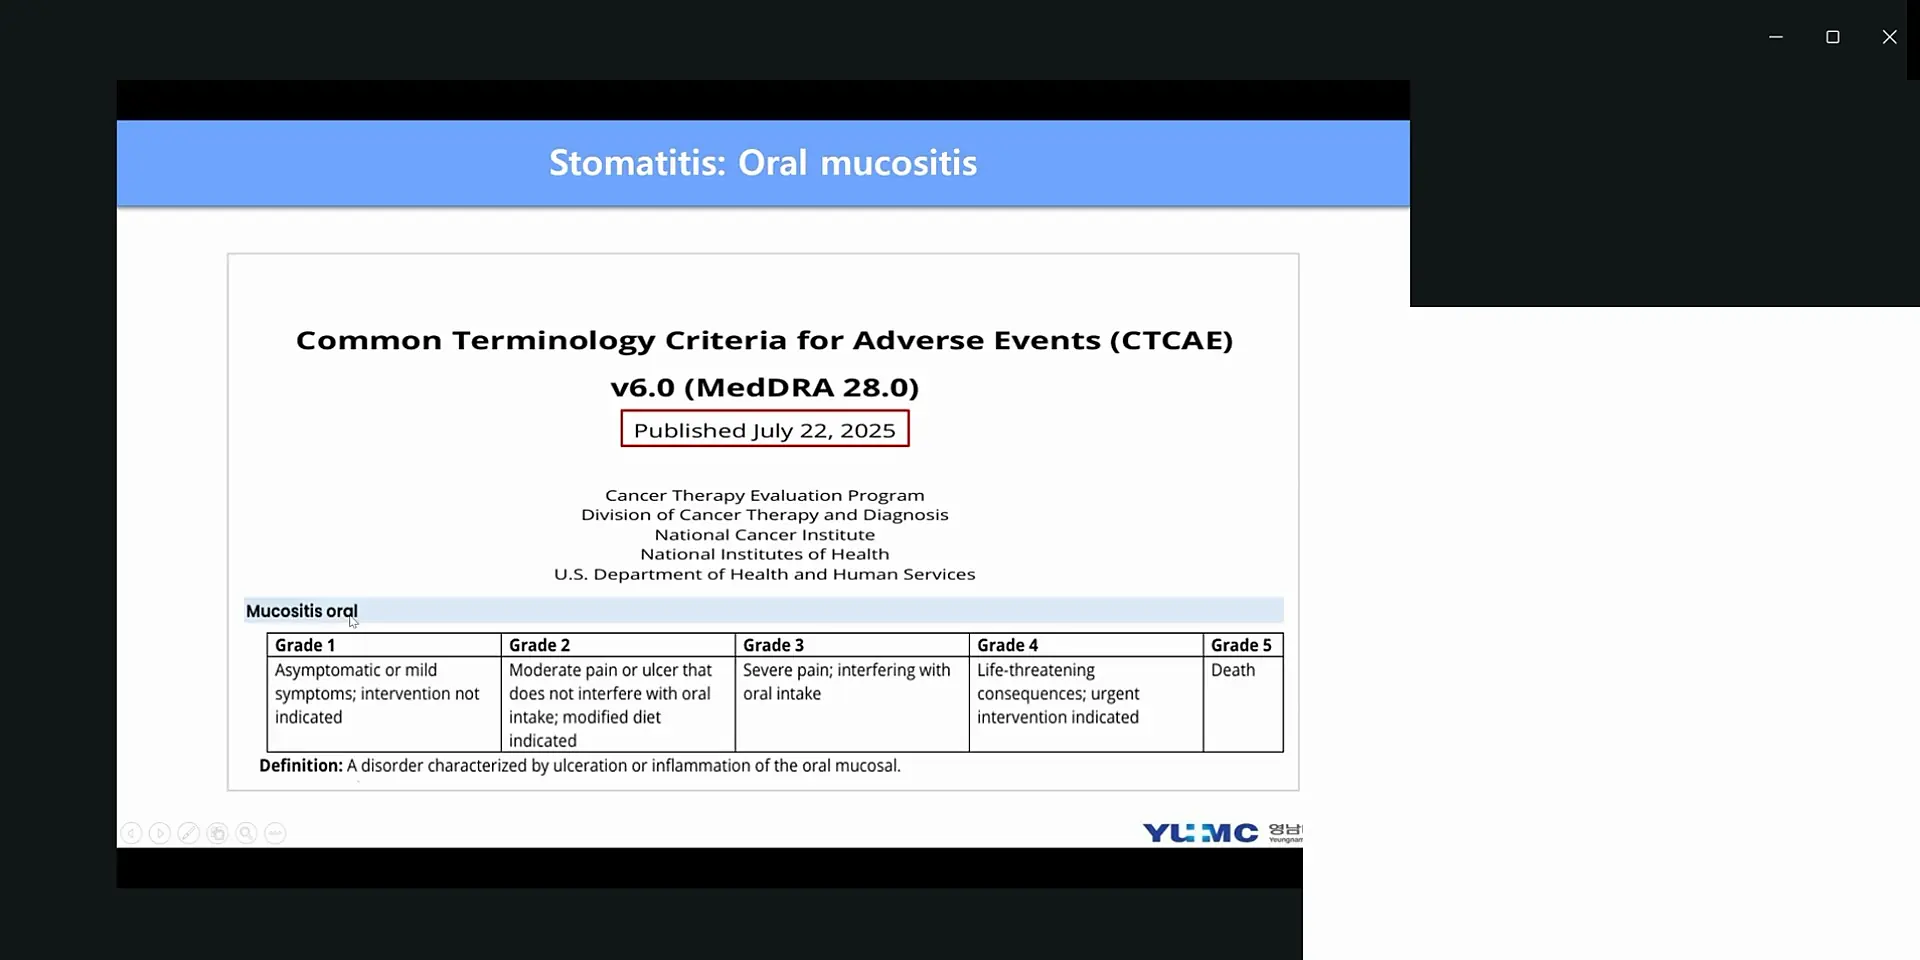 Stomatitis: Oral mucositis
Common Terminology Criteria for Adverse Events (CTCAE)
v6.0 (MedDRA 28.0)
Published July 22, 2025
Cancer Therapy Evaluation Program
Division of Cancer Therapy and Diagnosis
National Cancer Institute
National Institutes of Health
U.S. Department of Health and Human Services
Mucositis oral
Grade 1 Grade 2 Grade 3 Grade 4 Grade 5
Asymptomatic or mild Moderate pain or ulcer that Severe pain; interfering with Life-threatening Death
symptoms; intervention not does not interfere with oral oral intake consequences; urgent
indicated intake; modified diet intervention indicated
indicated
Definition: A disorder characterized by ulceration or inflammation of the oral mucosal.
YUMC 영남